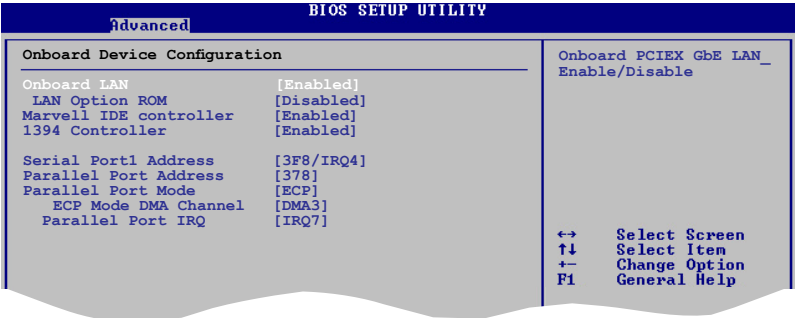 BIOS SETUP UTILITY
Advanced
Onboard Device Configuration
Onboard LAN [Enabled]
LAN Option ROM [Disabled]
Marvell IDE controller [Enabled]
1394 Controller [Enabled]
Serial Port1 Address [3F8/IRQ4]
Parallel Port Address [378]
Parallel Port Mode [ECP]
ECP Mode DMA Channel [DMA3]
Parallel Port IRQ [IRQ7]
Onboard PCIEX GbE LAN_
Enable/Disable
←→ Select Screen
↑↓ Select Item
+- Change Option
F1 General Help